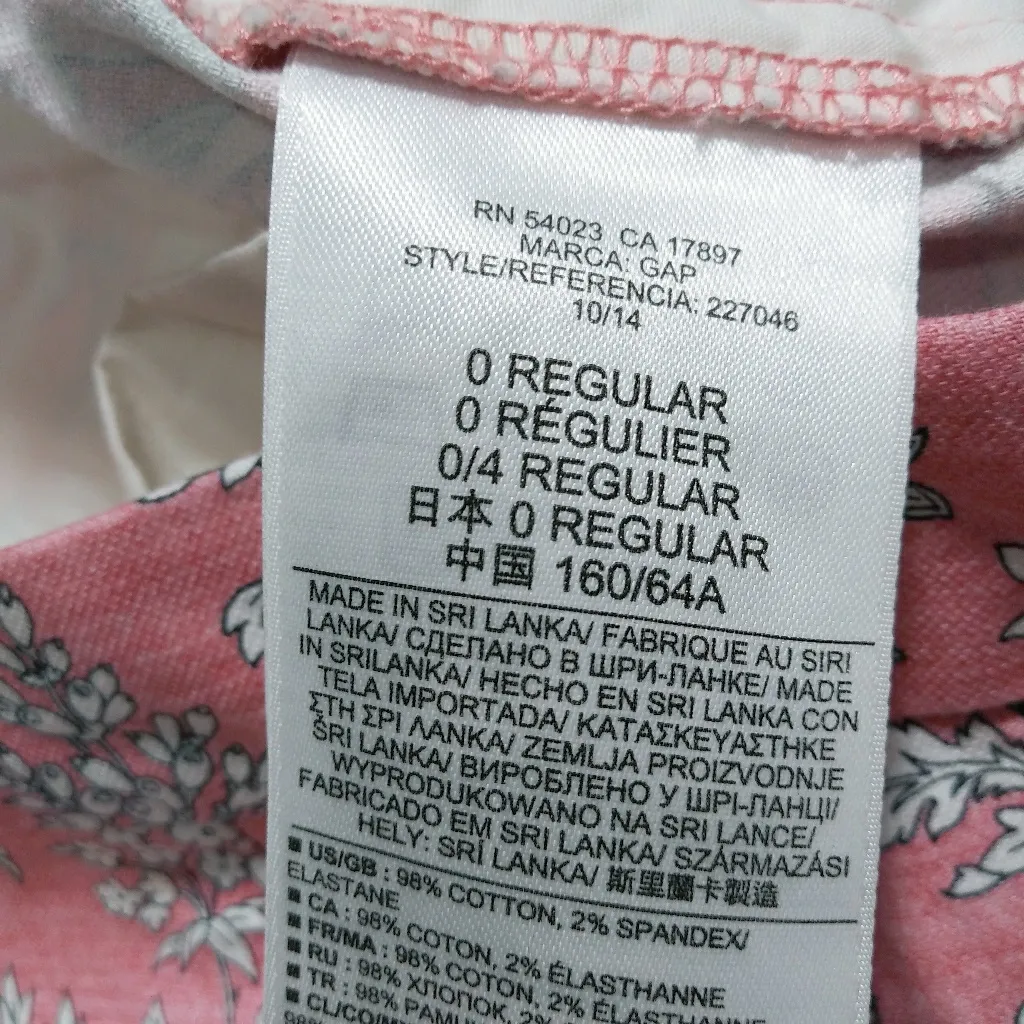 RN 54023 CA 17897
MARCA: GAP
STYLE/REFERENCIA: 227046
10/14
0 REGULAR
0 RÉGULIER
0/4 REGULAR
日本 0 REGULAR
中国 160/64A
MADE IN SRI LANKA/ FABRIQUE AU SIRI
LANKA/ СДЕЛАНО В ШРИ-ЛАНКЕ/ MADE
IN SRILANKA/ HECHO EN SRI LANKA CON
TELA IMPORTADA/ ΚΑΤΑΣΚΕΥΑΣΤΗΚΕ
ΣΤΗ ΣΡΙ ΛΑΝΚΑ/ ZEMLJA PROIZVODNJE
ŠRI LANKA/ ВИРОБЛЕНО У ШРІ-ЛАНЦІ/
WYPRODUKOWANO NA SRI LANCE/
FABRICADO EM SRI LANKA/ SZÁRMAZÁSI
HELY: SRÍ LANKA/ 斯里蘭卡製造
■ US/GB : 98% COTTON, 2% SPANDEX/
ELASTANE
■ CA : 98% COTON, 2% ÉLASTHANNE
■ FR/MA : 98% COTON, 2% ÉLASTHANNE
■ RU : 98% ХЛОПОК, 2%
■ TR : 98%
■